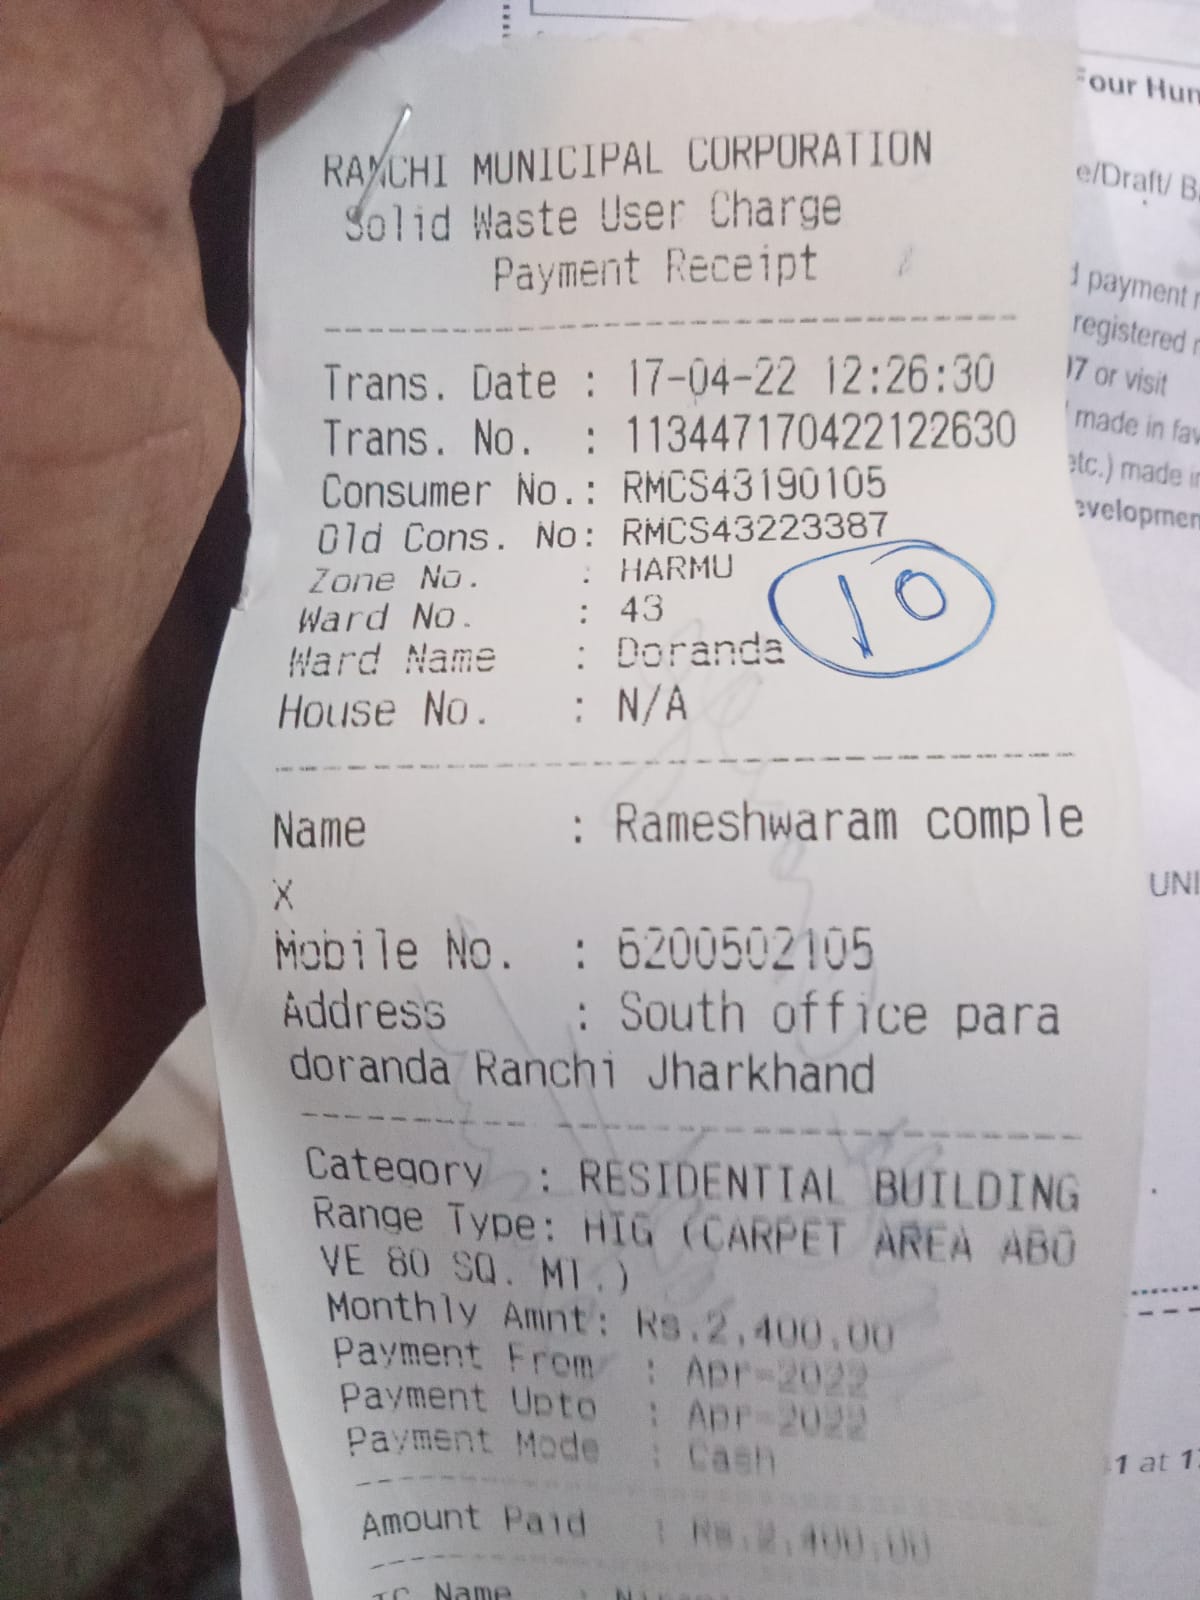 RANCHI MUNICIPAL CORPORATION
Solid Waste User Charge
Payment Receipt
Trans. Date : 17-04-22 12:26:30
Trans. No. : 113447170422122630
Consumer No.: RMCS43190105
Old Cons. No: RMCS43223387
Zone No. : HARMU
Ward No. : 43
Ward Name : Doranda
10
House No. : N/A
Name : Rameshwaram comple
x
Mobile No. : 6200502105
Address : South office para
doranda Ranchi Jharkhand
Category : RESIDENTIAL BUILDING
Range Type: HIG (CARPET AREA ABO
VE 80 SQ. MT.)
Monthly Amnt: Rs.2,400.00
Payment From : Apr-2022
Payment Upto : Apr-2022
Payment Mode : Cash
Amount Paid : Rs.2,400.00
TC Name :
Four Hun
e/Draft/ B
payment
registered
17 or visit
made in fav
etc.) made
evelopmen
UNI
1 at 1